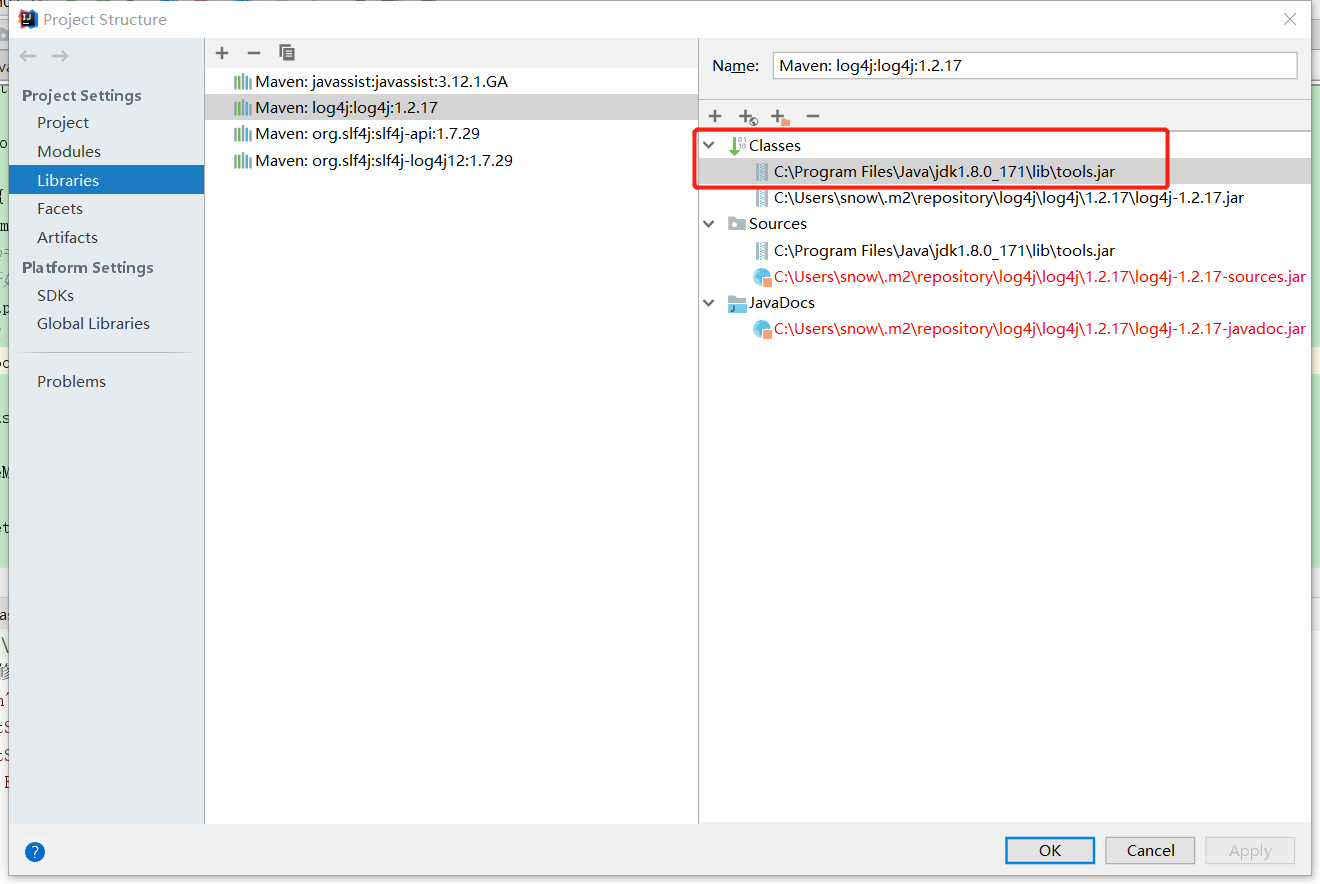 Project Structure
Project Settings
Project
Modules
Libraries
Facets
Artifacts
Platform Settings
SDKs
Global Libraries
Problems
Maven: javassist:javassist:3.12.1.GA
Maven: log4j:log4j:1.2.17
Maven: org.slf4j:slf4j-api:1.7.29
Maven: org.slf4j:slf4j-log4j12:1.7.29
Name: Maven: log4j:log4j:1.2.17
Classes
C:\Program Files\Java\jdk1.8.0_171\lib\tools.jar
C:\Users\snow\.m2\repository\log4j\log4j\1.2.17\log4j-1.2.17.jar
Sources
C:\Program Files\Java\jdk1.8.0_171\lib\tools.jar
C:\Users\snow\.m2\repository\log4j\log4j\1.2.17\log4j-1.2.17-sources.jar
JavaDocs
C:\Users\snow\.m2\repository\log4j\log4j\1.2.17\log4j-1.2.17-javadoc.jar
?
OK
Cancel
Apply